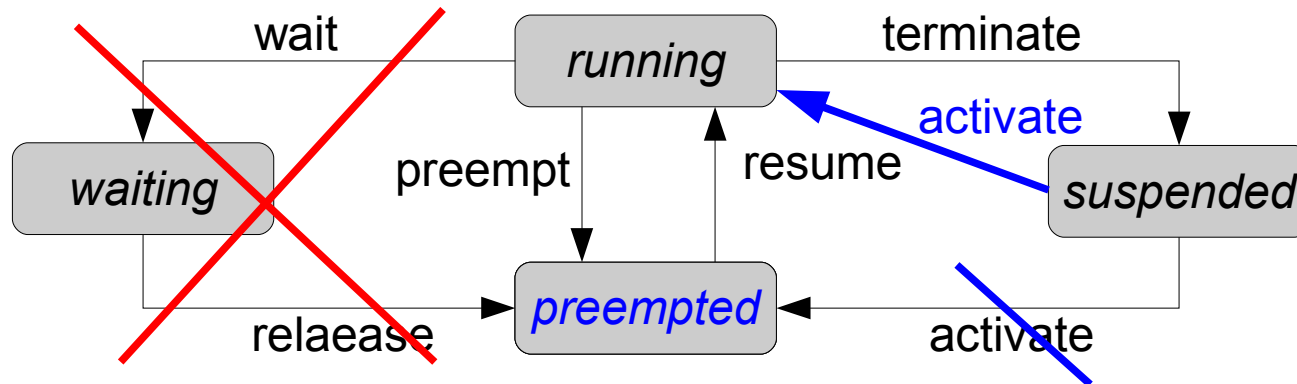 wait
running
terminate
activate
preempt
resume
waiting
suspended
preempted
relaease
activate